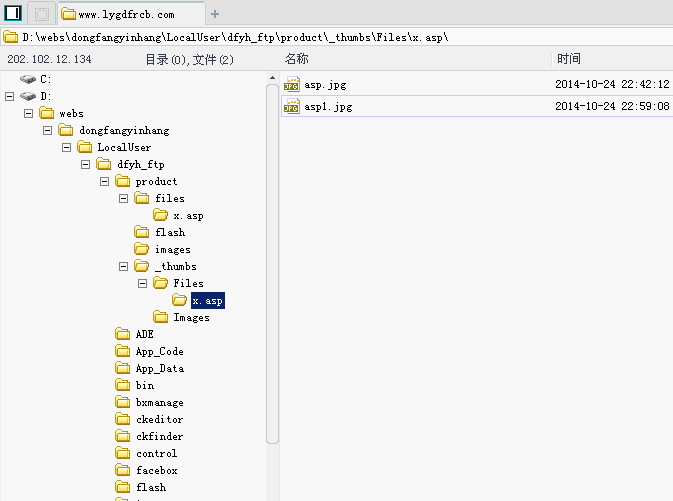 www.lygdfrcb.com
D:\webs\dongfangyinhang\LocalUser\dfyh_ftp\product\_thumbs\Files\x.asp\
202.102.12.134 目录(0),文件(2) 名称 时间
C:
D:
webs
dongfangyinhang
LocalUser
dfyh_ftp
product
files
x.asp
flash
images
_thumbs
Files
x.asp
Images
ADE
App_Code
App_Data
bin
bxmanage
ckeditor
ckfinder
control
facebox
flash
asp.jpg 2014-10-24 22:42:12
asp1.jpg 2014-10-24 22:59:08